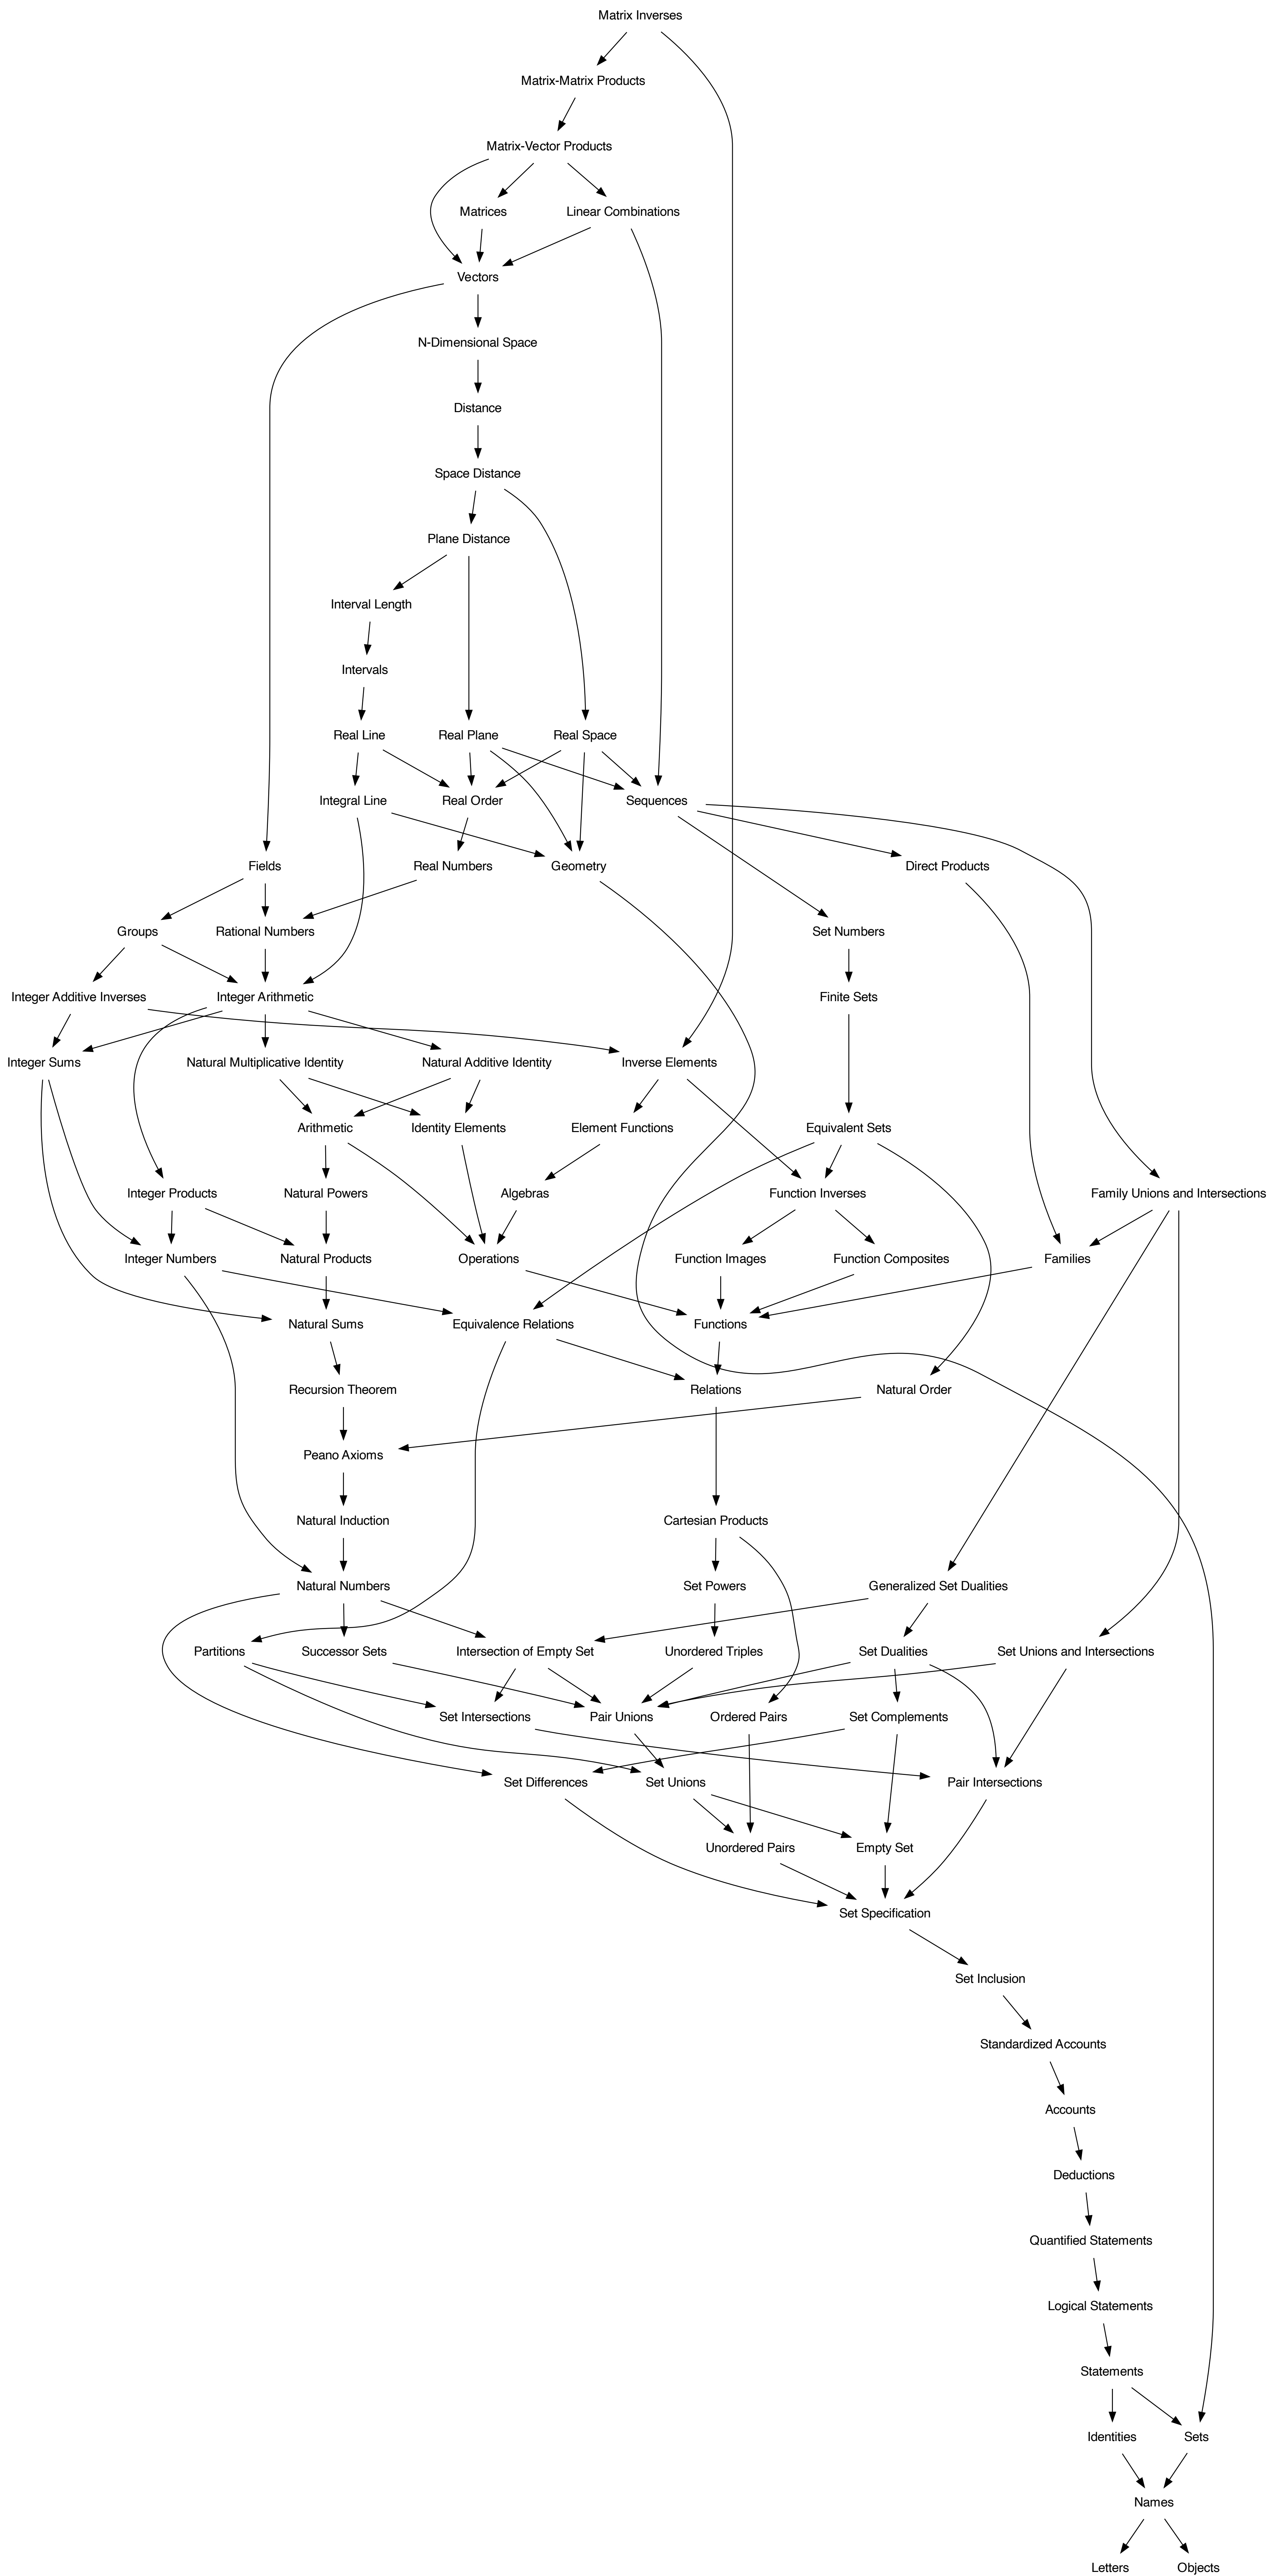 Matrix Inverses
Matrix-Matrix Products
Matrix-Vector Products
Matrices
Linear Combinations
Vectors
N-Dimensional Space
Distance
Space Distance
Plane Distance
Interval Length
Intervals
Real Line
Real Plane
Real Space
Integral Line
Real Order
Sequences
Fields
Real Numbers
Geometry
Direct Products
Groups
Rational Numbers
Set Numbers
Integer Additive Inverses
Integer Arithmetic
Finite Sets
Integer Sums
Natural Multiplicative Identity
Natural Additive Identity
Inverse Elements
Arithmetic
Identity Elements
Element Functions
Equivalent Sets
Integer Products
Natural Powers
Algebras
Function Inverses
Family Unions and Intersections
Integer Numbers
Natural Products
Operations
Function Images
Function Composites
Families
Natural Sums
Equivalence Relations
Functions
Recursion Theorem
Relations
Natural Order
Peano Axioms
Natural Induction
Cartesian Products
Natural Numbers
Set Powers
Generalized Set Dualities
Partitions
Successor Sets
Intersection of Empty Set
Unordered Triples
Set Dualities
Set Unions and Intersections
Set Intersections
Pair Unions
Ordered Pairs
Set Complements
Set Differences
Set Unions
Pair Intersections
Unordered Pairs
Empty Set
Set Specification
Set Inclusion
Standardized Accounts
Accounts
Deductions
Quantified Statements
Logical Statements
Statements
Identities
Sets
Names
Letters
Objects